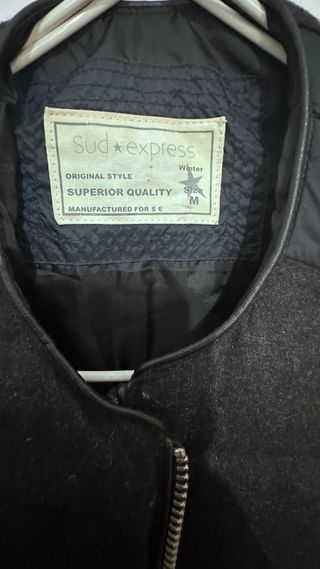 Sud★express
Winter
ORIGINAL STYLE
SUPERIOR QUALITY
Size
M
MANUFACTURED FOR S E